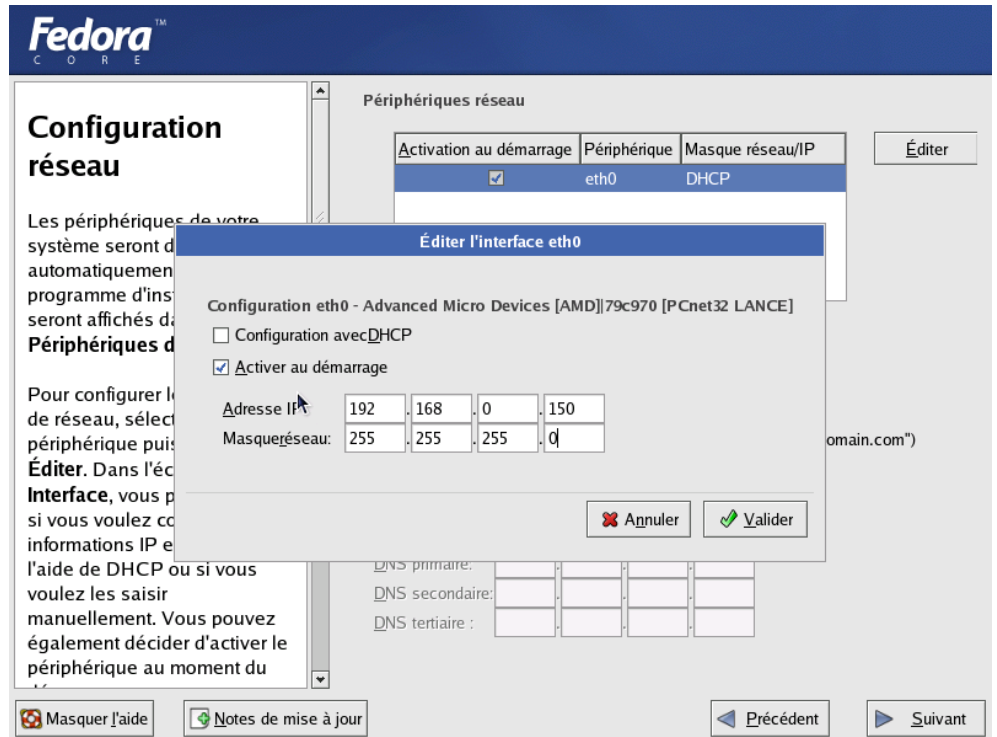 Fedora™
CORE
Configuration
réseau
Les périphériques de votre
système seront d
automatiquemen
programme d'ins
seront affichés da
Périphériques d
Pour configurer le
de réseau, sélect
périphérique puis
Éditer. Dans l'éc
Interface, vous p
si vous voulez co
informations IP e
l'aide de DHCP ou si vous
voulez les saisir
manuellement. Vous pouvez
également décider d'activer le
périphérique au moment du
Périphériques réseau
Activation au démarrage Périphérique Masque réseau/IP
eth0 DHCP
Éditer
Éditer l'interface eth0
Configuration eth0 - Advanced Micro Devices [AMD]|79c970 [PCnet32 LANCE]
Configuration avecDHCP
Activer au démarrage
Adresse IP 192 . 168 . 0 . 150
Masqueréseau: 255 . 255 . 255 . 0
Annuler
Valider
omain.com")
DNS primaire:
DNS secondaire:
DNS tertiaire :
Masquer l'aide
Notes de mise à jour
Précédent
Suivant